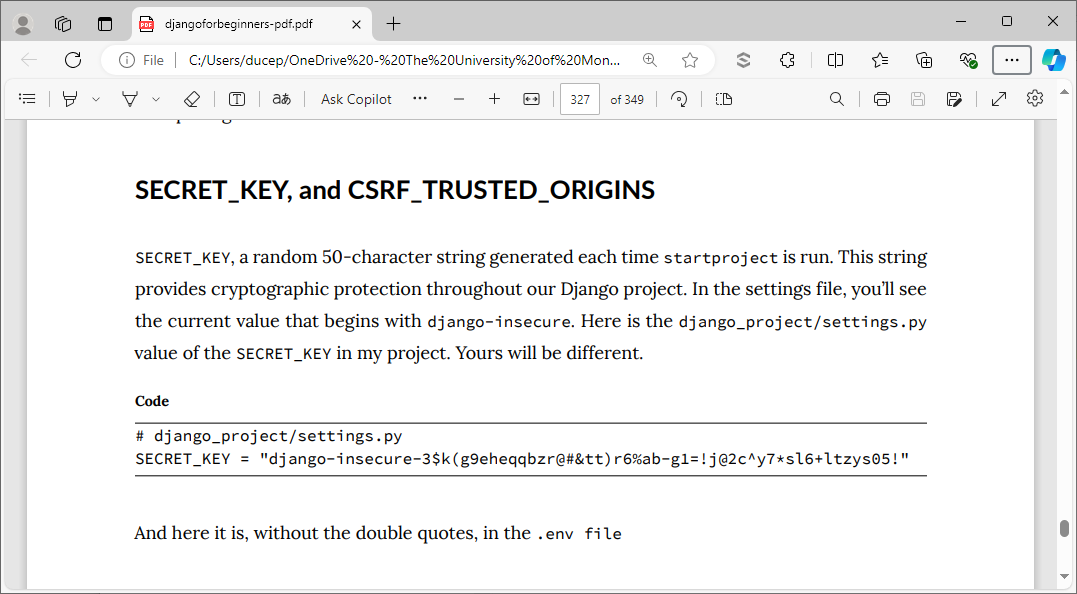 djangoforbeginners-pdf.pdf
File
C:/Users/ducep/OneDrive%20-%20The%20University%20of%20Mon...
Ask Copilot
327
of 349
SECRET_KEY, and CSRF_TRUSTED_ORIGINS
SECRET_KEY, a random 50-character string generated each time startproject is run. This string
provides cryptographic protection throughout our Django project. In the settings file, you’ll see
the current value that begins with django-insecure. Here is the django_project/settings.py
value of the SECRET_KEY in my project. Yours will be different.
Code
# django_project/settings.py
SECRET_KEY = "django-insecure-3$k(g9eheqqbzr@#&tt)r6%ab-g1=!j@2c^y7*sl6+ltzys05!"
And here it is, without the double quotes, in the .env file